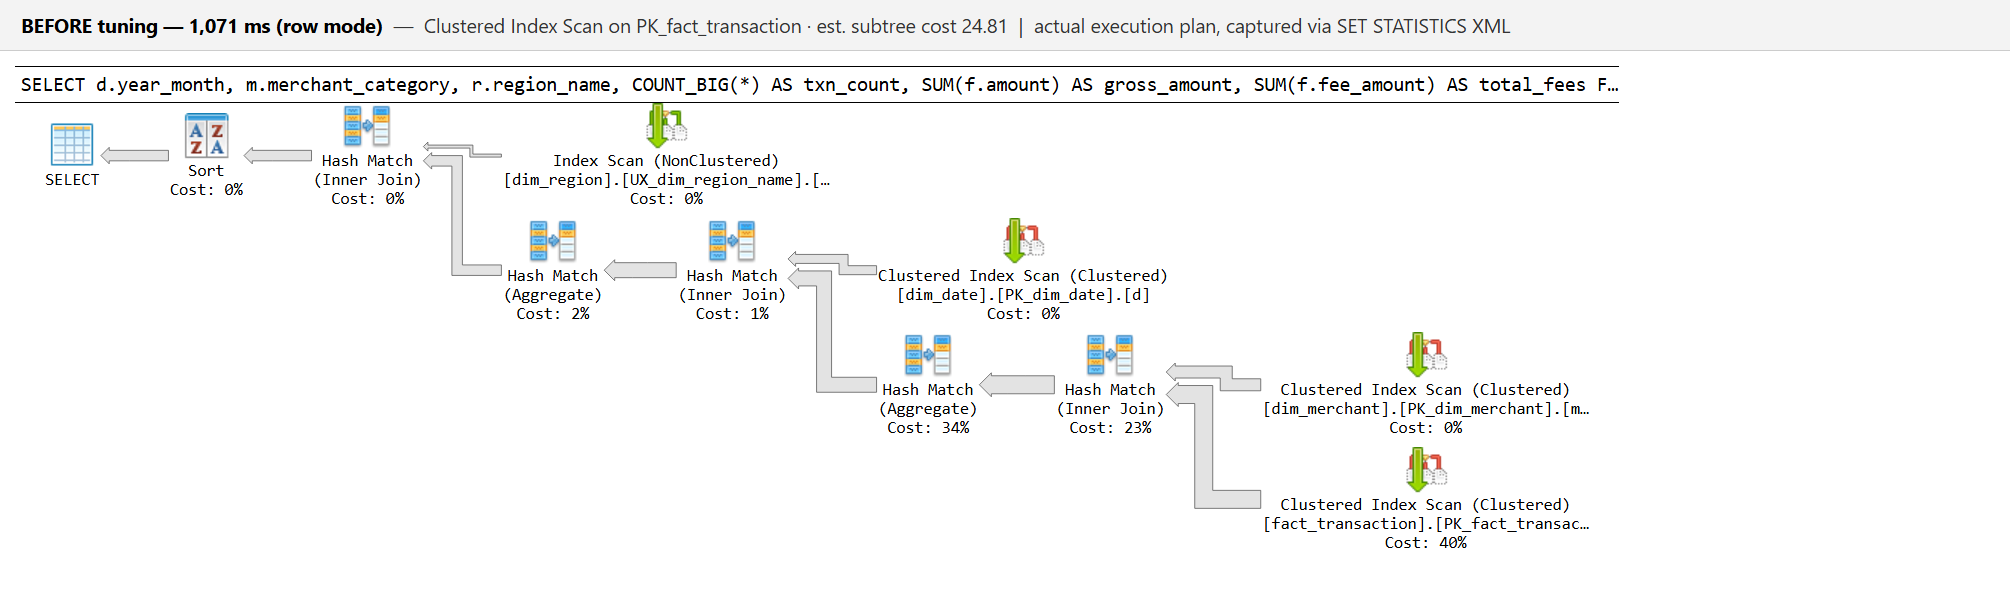 BEFORE tuning — 1,071 ms (row mode) — Clustered Index Scan on PK_fact_transaction · est. subtree cost 24.81 | actual execution plan, captured via SET STATISTICS XML
SELECT d.year_month, m.merchant_category, r.region_name, COUNT_BIG(*) AS txn_count, SUM(f.amount) AS gross_amount, SUM(f.fee_amount) AS total_fees F…
SELECT
A Z
Z A
Sort
Cost: 0%
Hash Match
(Inner Join)
Cost: 0%
Index Scan (NonClustered)
[dim_region].[UX_dim_region_name].[…
Cost: 0%
Hash Match
(Aggregate)
Cost: 2%
Hash Match
(Inner Join)
Cost: 1%
Clustered Index Scan (Clustered)
[dim_date].[PK_dim_date].[d]
Cost: 0%
Hash Match
(Aggregate)
Cost: 34%
Hash Match
(Inner Join)
Cost: 23%
Clustered Index Scan (Clustered)
[dim_merchant].[PK_dim_merchant].[m…
Cost: 0%
Clustered Index Scan (Clustered)
[fact_transaction].[PK_fact_transac…
Cost: 40%